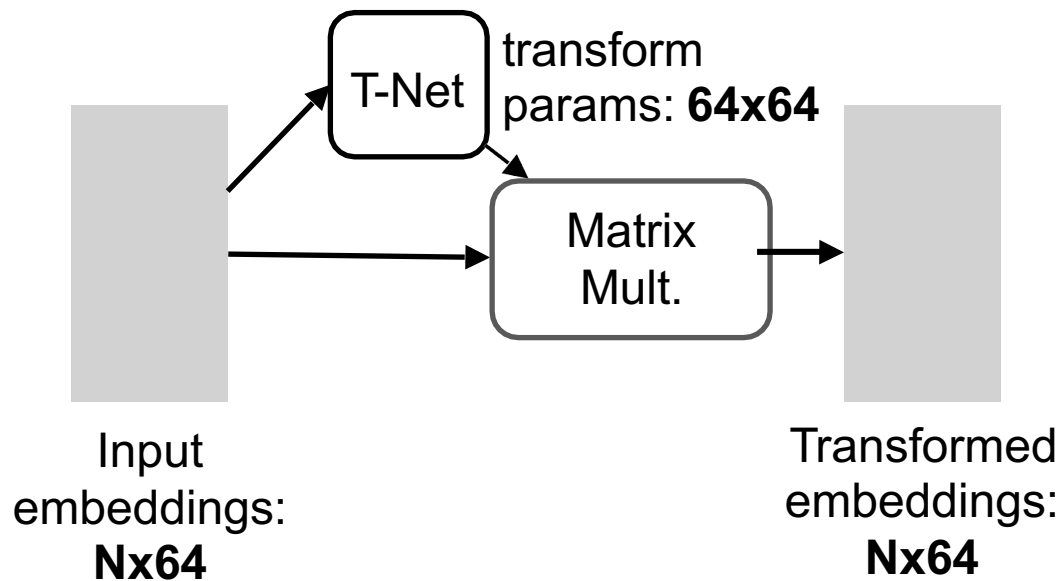 T-Net
transform
params: 64x64
Matrix
Mult.
Input
embeddings:
Nx64
Transformed
embeddings:
Nx64